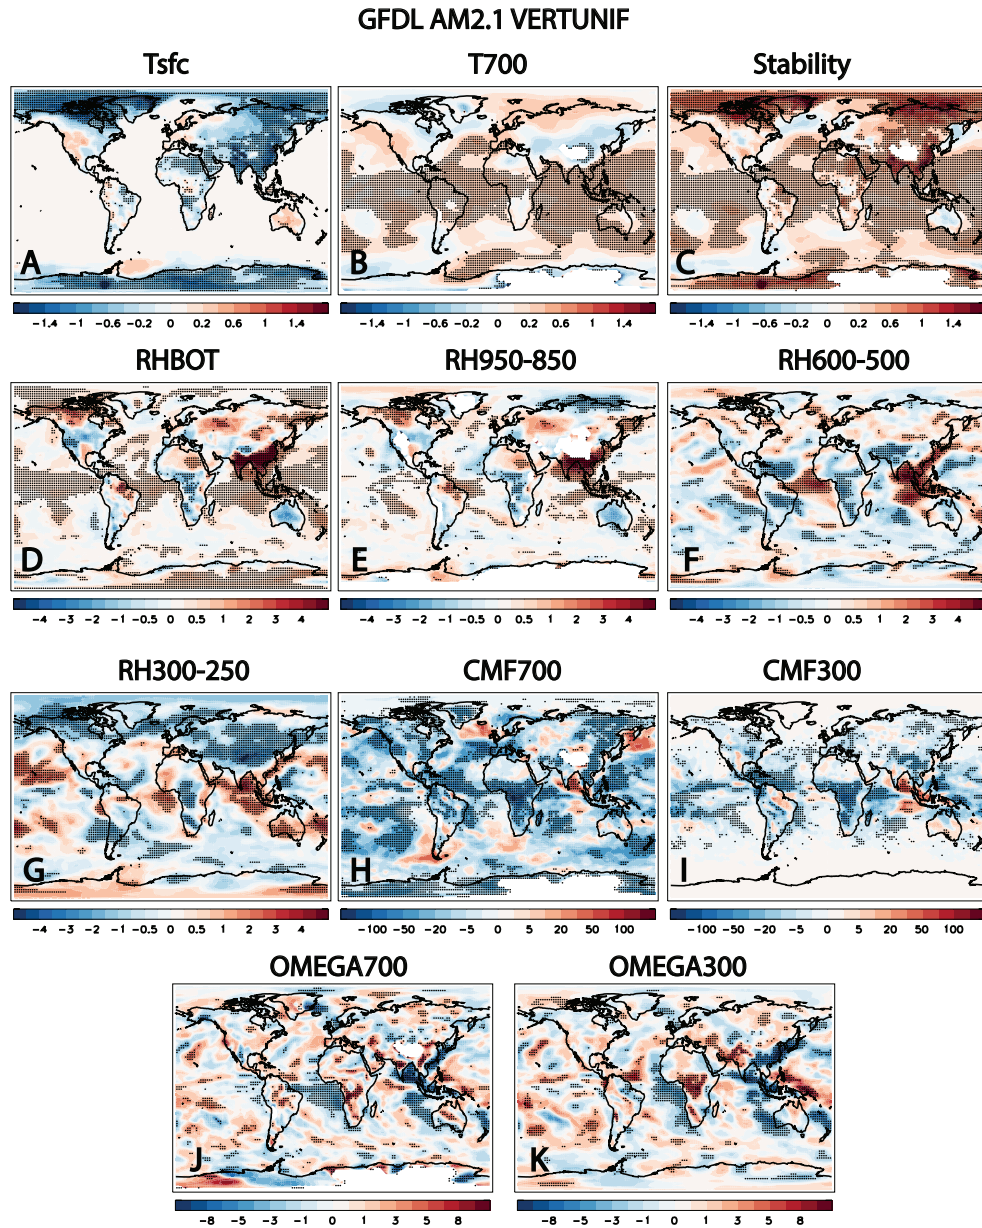 GFDL AM2.1 VERTUNIF
Tsfc T700 Stability
A B C
-1.4 -1 -0.6 -0.2 0 0.2 0.6 1 1.4 -1.4 -1 -0.6 -0.2 0 0.2 0.6 1 1.4 -1.4 -1 -0.6 -0.2 0 0.2 0.6 1 1.4
RHBOT RH950-850 RH600-500
D E F
-4 -3 -2 -1 -0.5 0 0.5 1 2 3 4 -4 -3 -2 -1 -0.5 0 0.5 1 2 3 4 -4 -3 -2 -1 -0.5 0 0.5 1 2 3 4
RH300-250 CMF700 CMF300
G H I
-4 -3 -2 -1 -0.5 0 0.5 1 2 3 4 -100 -50 -20 -5 0 5 20 50 100 -100 -50 -20 -5 0 5 20 50 100
OMEGA700 OMEGA300
J K
-8 -5 -3 -1 0 1 3 5 8 -8 -5 -3 -1 0 1 3 5 8